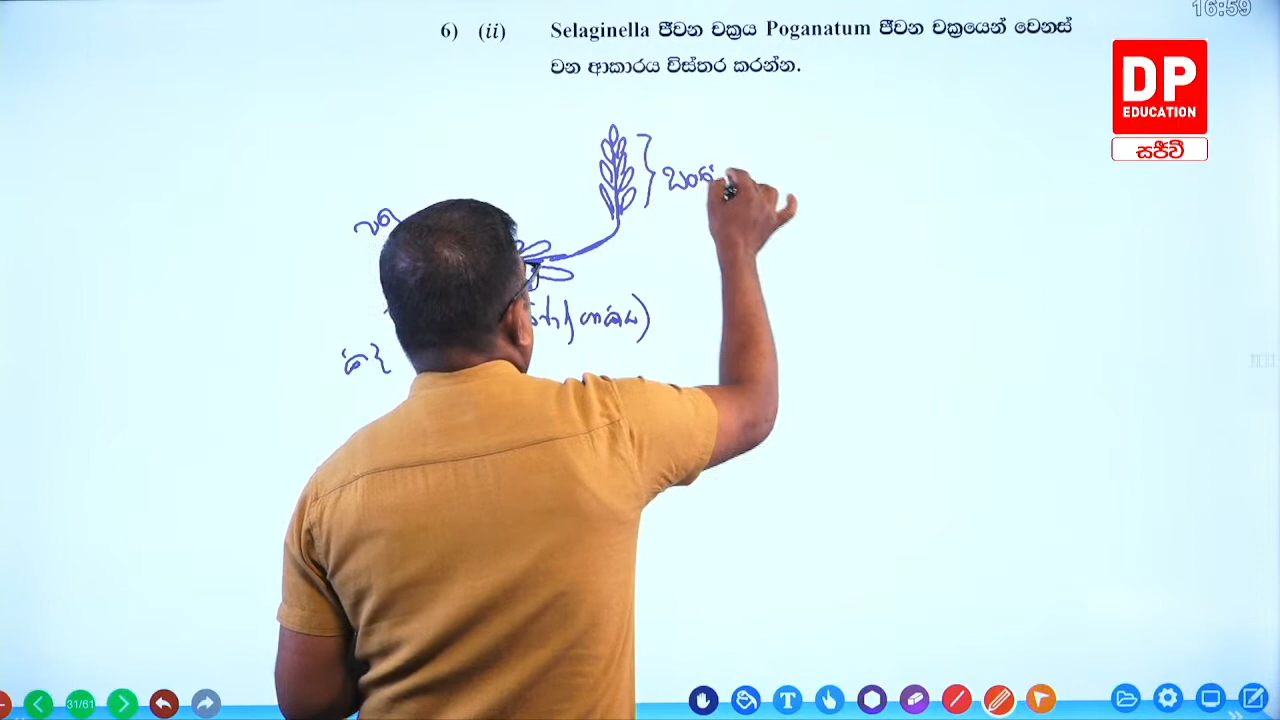 16:59
6) (ii) Selaginella ජීවන චක්‍රය Poganatum ජීවන චක්‍රයෙන් වෙනස්
වන ආකාරය විස්තර කරන්න.
DP
EDUCATION
සජීවී
31/61